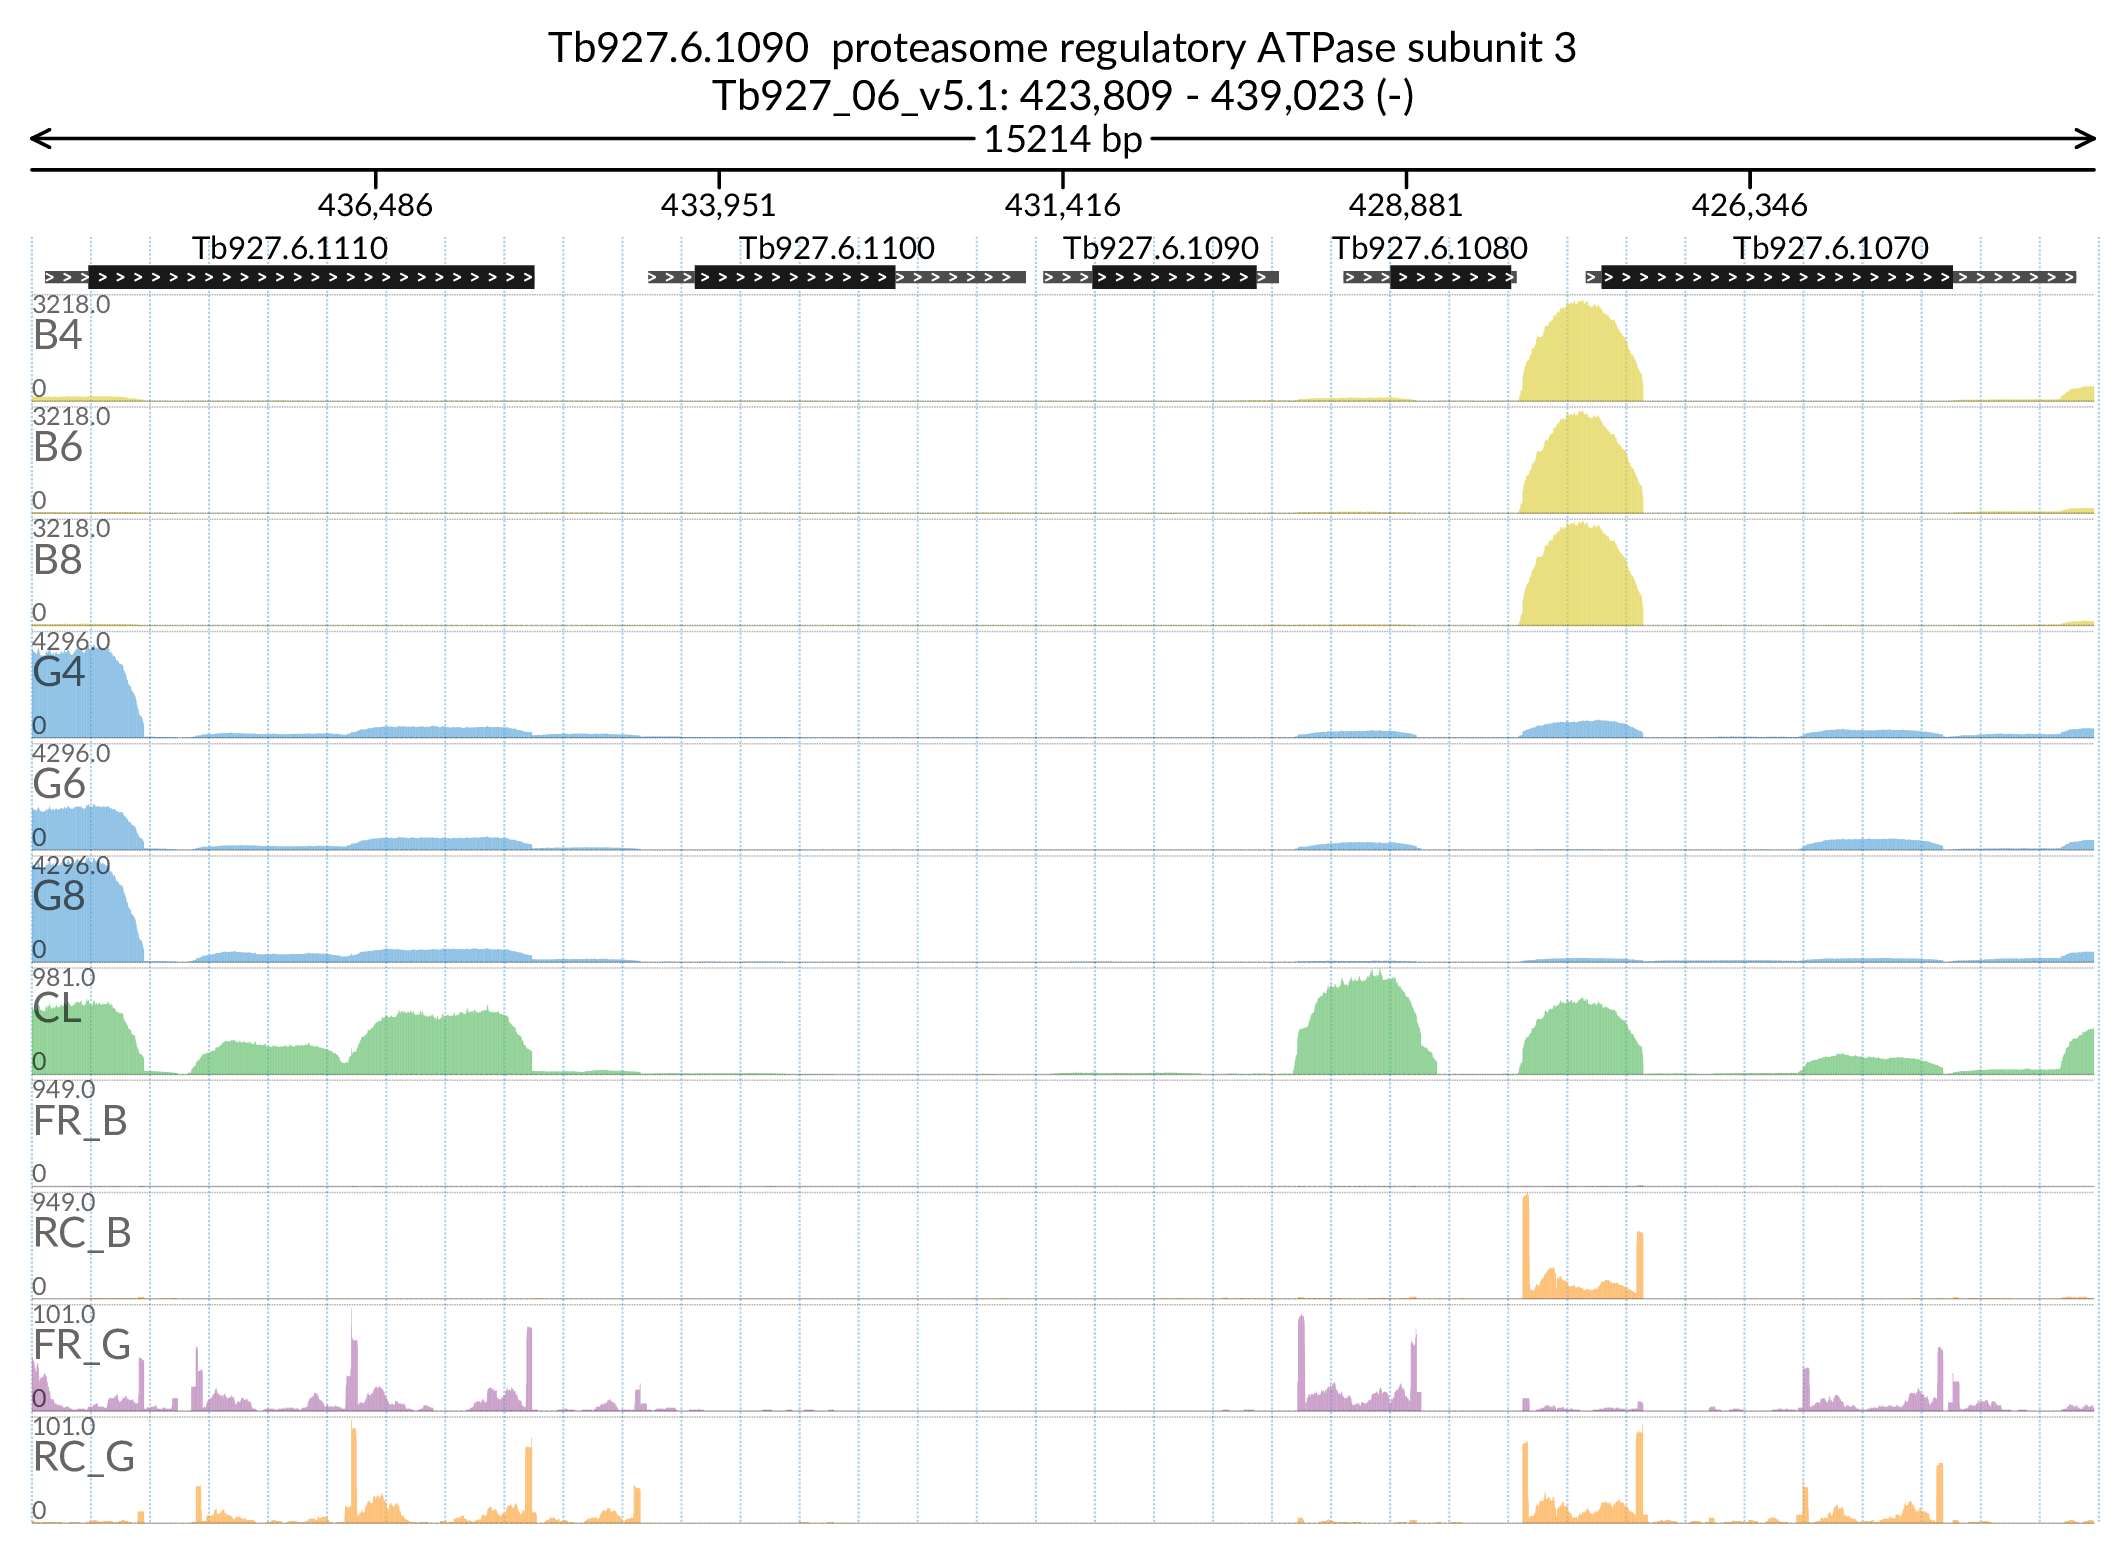 Tb927.6.1090 proteasome regulatory ATPase subunit 3
Tb927_06_v5.1: 423,809 - 439,023 (-)
15214 bp
436,486 433,951 431,416 428,881 426,346
Tb927.6.1110 Tb927.6.1100 Tb927.6.1090 Tb927.6.1080 Tb927.6.1070
3218.0
B4
0
3218.0
B6
0
3218.0
B8
0
4296.0
G4
0
4296.0
G6
0
4296.0
G8
0
981.0
CL
0
949.0
FR_B
0
949.0
RC_B
0
101.0
FR_G
0
101.0
RC_G
0